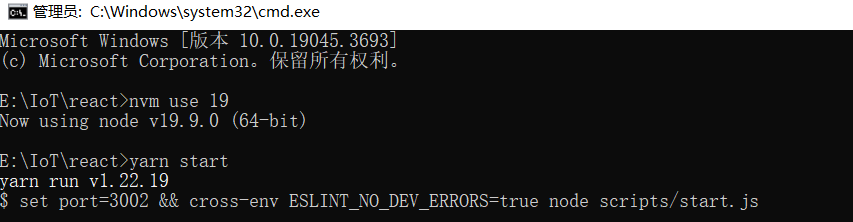 管理员: C:\Windows\system32\cmd.exe
Microsoft Windows [版本 10.0.19045.3693]
(c) Microsoft Corporation。保留所有权利。
E:\IoT\react>nvm use 19
Now using node v19.9.0 (64-bit)
E:\IoT\react>yarn start
yarn run v1.22.19
$ set port=3002 && cross-env ESLINT_NO_DEV_ERRORS=true node scripts/start.js